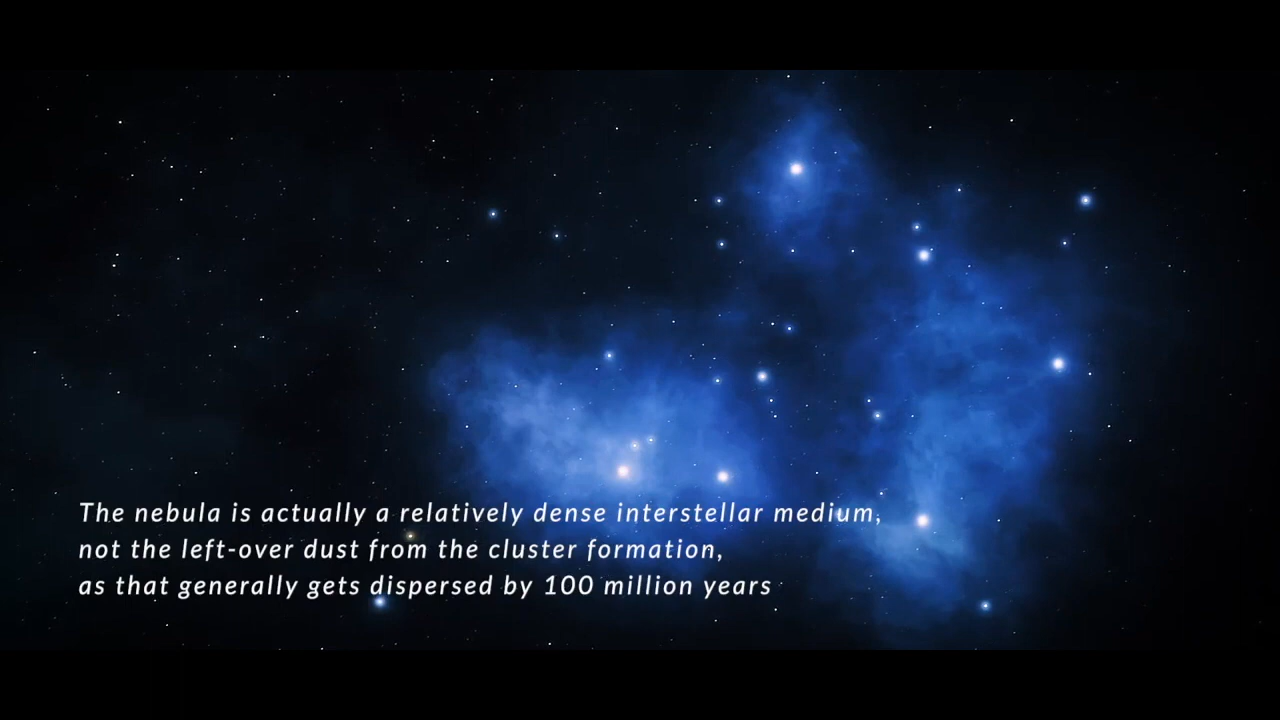 The nebula is actually a relatively dense interstellar medium,
not the left-over dust from the cluster formation,
as that generally gets dispersed by 100 million years